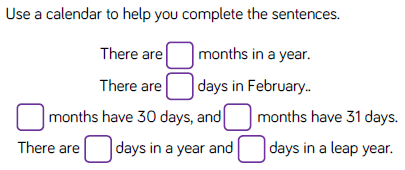 Use a calendar to help you complete the sentences.
There are months in a year.
There are days in February..
months have 30 days, and months have 31 days.
There are days in a year and days in a leap year.